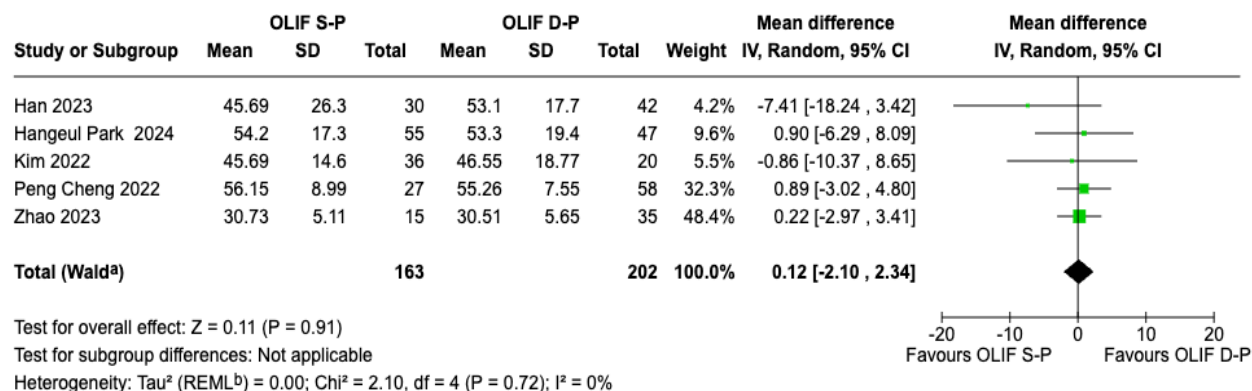 OLIF S-P OLIF D-P Mean difference Mean difference
Study or Subgroup Mean SD Total Mean SD Total Weight IV, Random, 95% CI IV, Random, 95% CI
Han 2023 45.69 26.3 30 53.1 17.7 42 4.2% -7.41 [-18.24 , 3.42]
Hangeul Park 2024 54.2 17.3 55 53.3 19.4 47 9.6% 0.90 [-6.29 , 8.09]
Kim 2022 45.69 14.6 36 46.55 18.77 20 5.5% -0.86 [-10.37 , 8.65]
Peng Cheng 2022 56.15 8.99 27 55.26 7.55 58 32.3% 0.89 [-3.02 , 4.80]
Zhao 2023 30.73 5.11 15 30.51 5.65 35 48.4% 0.22 [-2.97 , 3.41]
Total (Waldᵃ) 163 202 100.0% 0.12 [-2.10 , 2.34]
Test for overall effect: Z = 0.11 (P = 0.91)
-20 -10 0 10 20
Test for subgroup differences: Not applicable
Favours OLIF S-P Favours OLIF D-P
Heterogeneity: Tau² (REMLᵇ) = 0.00; Chi² = 2.10, df = 4 (P = 0.72); I² = 0%